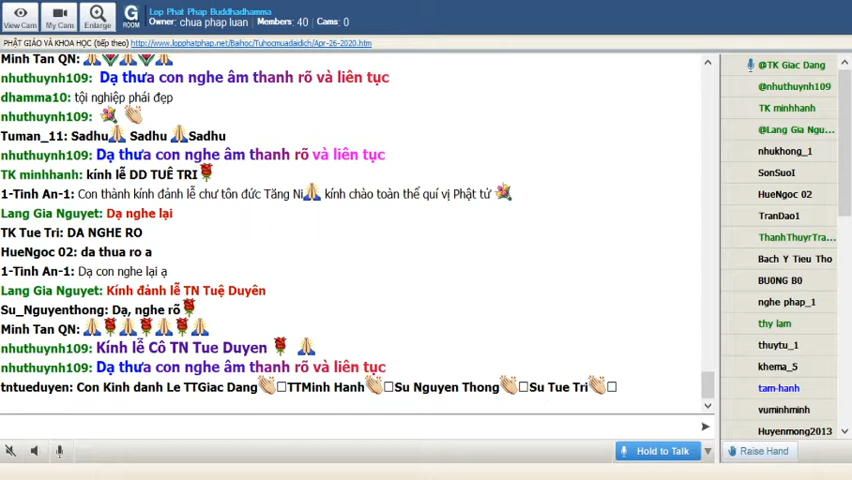 View Cam
My Cams
Enlarge
G
ROOM
Lop Phat Phap Buddhadhamma
Owner: chua phap luan Members: 40 Cams: 0
PHẬT GIÁO VÀ KHOA HỌC (tiếp theo) http://www.lopphatphap.net/Baihoc/Tuhocmuadaidich/Apr-26-2020.htm
Minh Tan QN:
nhuthuynh109: Dạ thưa con nghe âm thanh rõ và liên tục
dhamma10: tội nghiệp phái đẹp
nhuthuynh109:
Tuman_11: Sadhu Sadhu Sadhu
nhuthuynh109: Dạ thưa con nghe âm thanh rõ và liên tục
TK minhhanh: kính lễ DD TUÊ TRI
1-Tinh An-1: Con thành kính đảnh lễ chư tôn đức Tăng Ni kính chào toàn thể quí vị Phật tử
Lang Gia Nguyet: Dạ nghe lại
TK Tue Tri: DA NGHE RO
HueNgoc 02: da thua ro a
1-Tinh An-1: Dạ con nghe lại ạ
Lang Gia Nguyet: Kính đảnh lễ TN Tuệ Duyên
Su_Nguyenthong: Dạ, nghe rõ
Minh Tan QN:
nhuthuynh109: Kính lễ Cô TN Tue Duyen
nhuthuynh109: Dạ thưa con nghe âm thanh rõ và liên tục
tntueduyen: Con Kinh danh Le TTGiac Dang TTMinh Hanh Su Nguyen Thong Su Tue Tri
Hold to Talk
@TK Giac Dang
@nhuthuynh109
TK minhhanh
@Lang Gia Ngu...
nhukhong_1
SonSuoI
HueNgoc 02
TranDao1
ThanhThuyrTra...
Bach Y Tieu Tho
BU0NG B0
nghe phap_1
thy lam
thuytu_1
khema_5
tam-hanh
vuminhminh
Huyenmong2013
Raise Hand